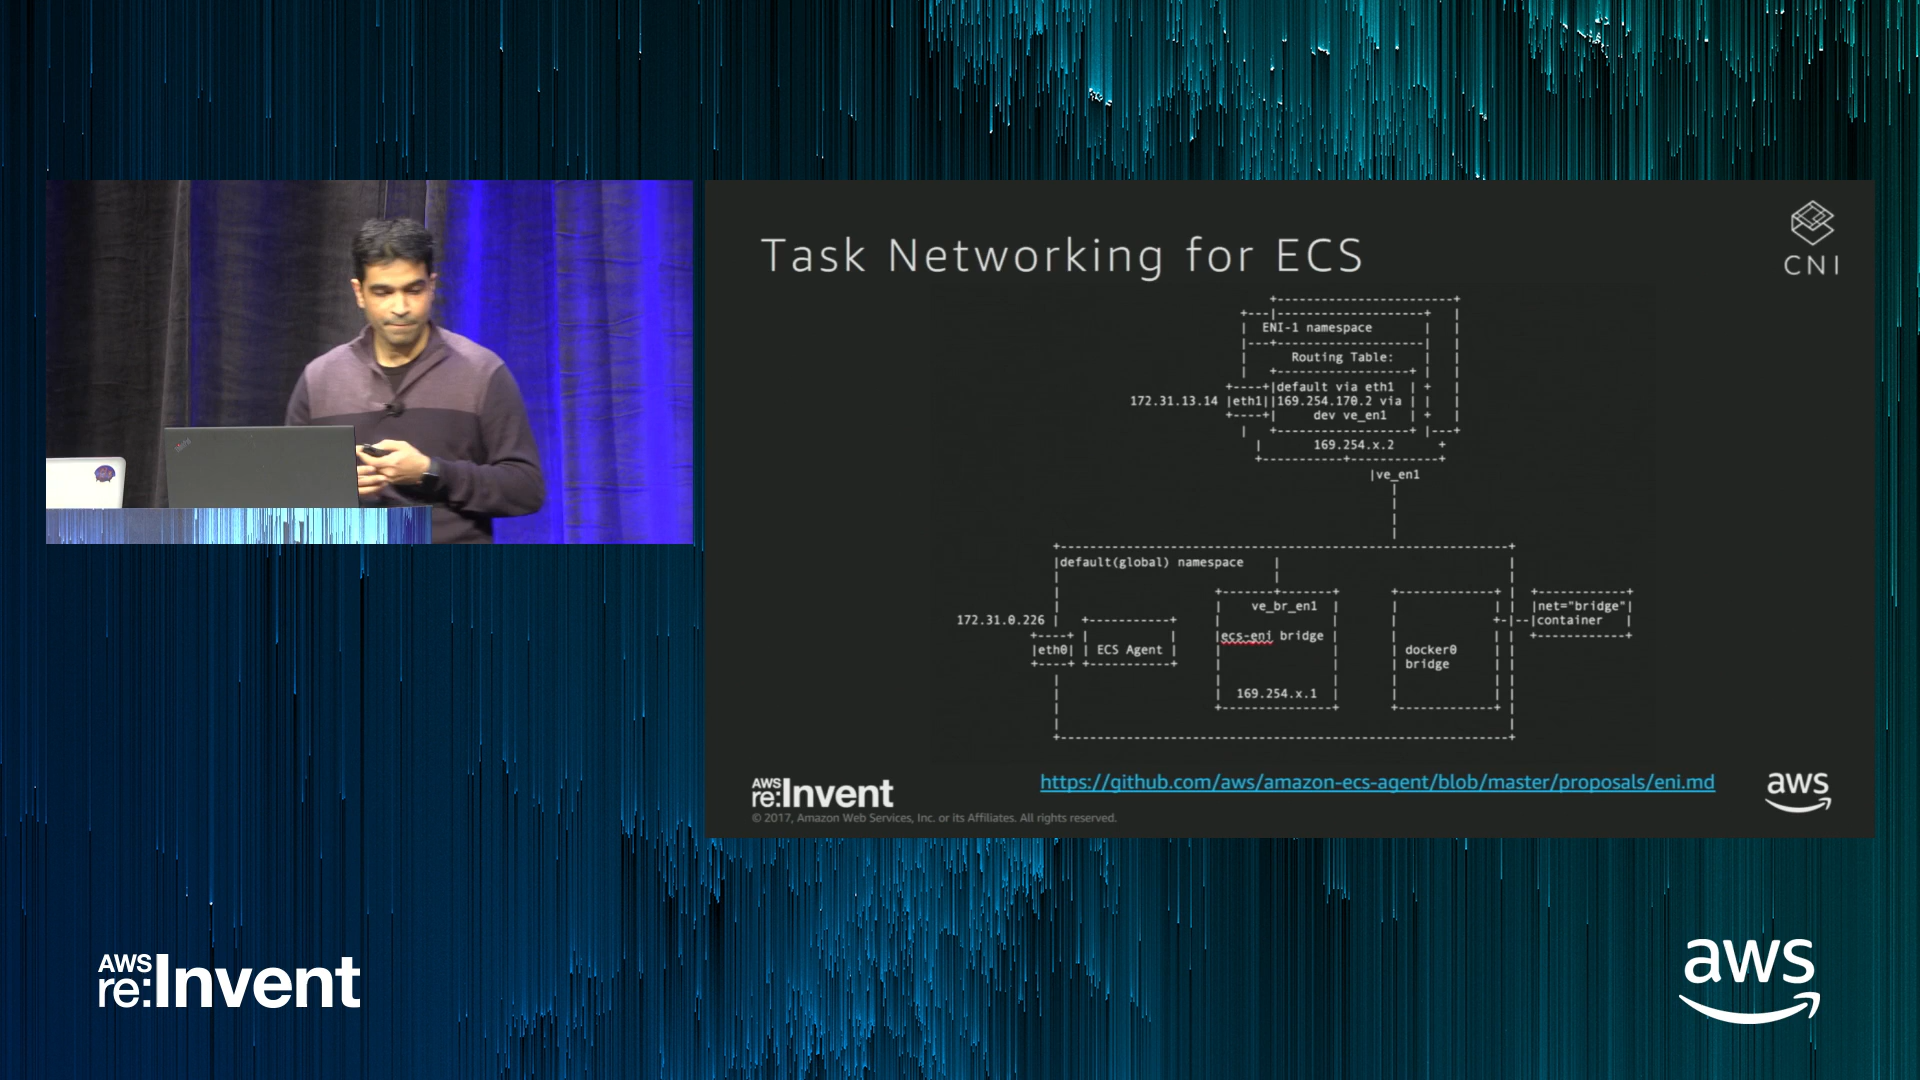 Task Networking for ECS
CNI
ENI-1 namespace
Routing Table:
default via eth1
172.31.13.14 |eth1||169.254.170.2 via
dev ve_en1
169.254.x.2
|ve_en1
default(global) namespace
ve_br_en1
net="bridge"
172.31.0.226
container
ecs-eni bridge
eth0
ECS Agent
docker0
bridge
169.254.x.1
https://github.com/aws/amazon-ecs-agent/blob/master/proposals/eni.md
AWS
re:Invent
aws
© 2017, Amazon Web Services, Inc. or its Affiliates. All rights reserved.
AWS
re:Invent
aws